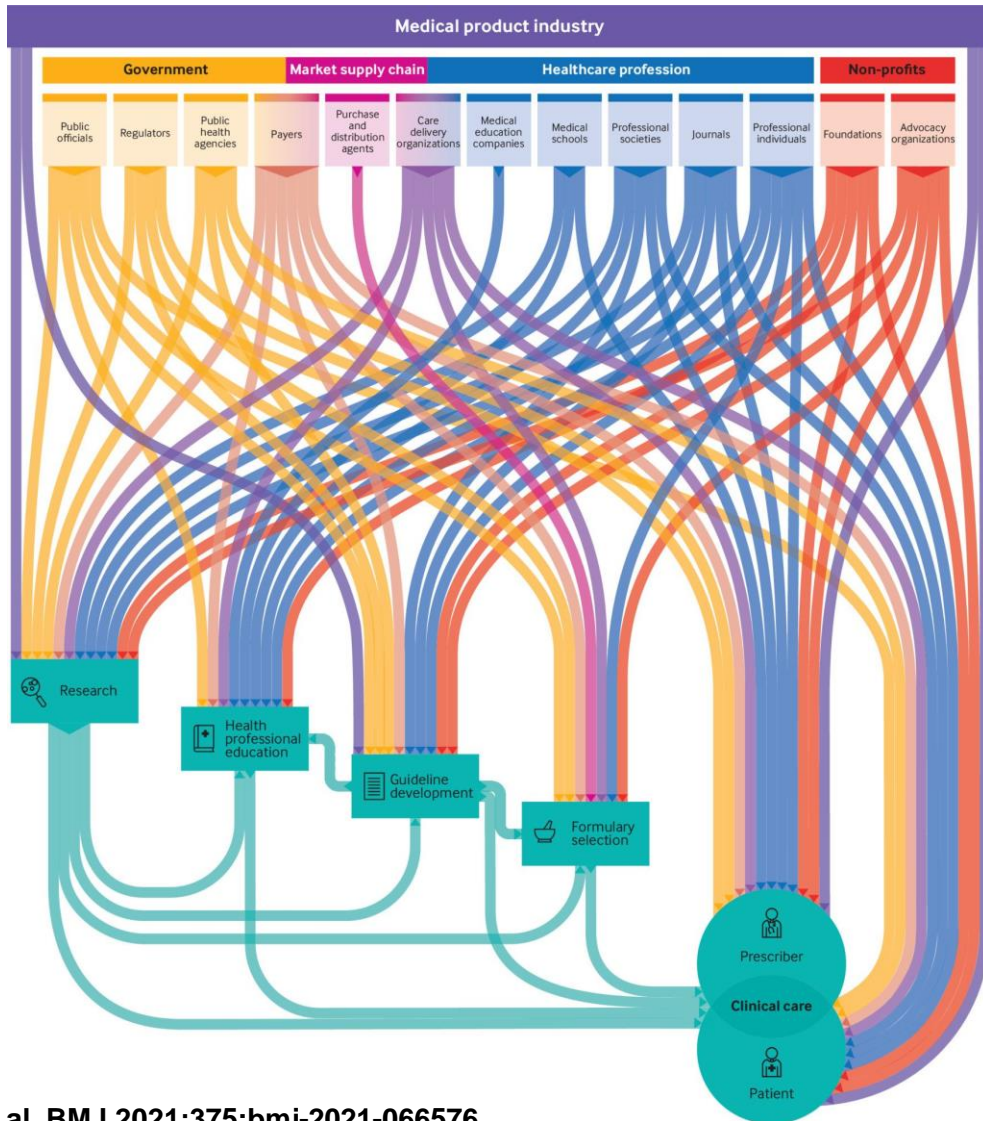 Medical product industry
Government
Market supply chain
Healthcare profession
Non-profits
Public
officials
Regulators
Public
health
agencies
Payers
Purchase
and
distribution
agents
Care
delivery
organizations
Medical
education
companies
Medical
schools
Professional
societies
Journals
Professional
individuals
Foundations
Advocacy
organizations
Research
Health
professional
education
Guideline
development
Formulary
selection
Prescriber
Clinical care
Patient
al. BMJ 2021;375:bmj-2021-066576